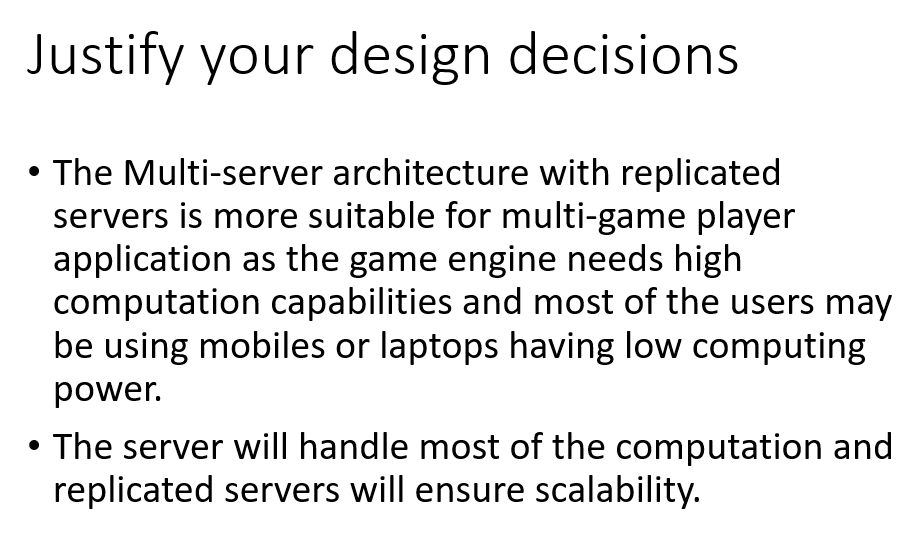 Justify your design decisions
• The Multi-server architecture with replicated
servers is more suitable for multi-game player
application as the game engine needs high
computation capabilities and most of the users may
be using mobiles or laptops having low computing
power.
• The server will handle most of the computation and
replicated servers will ensure scalability.